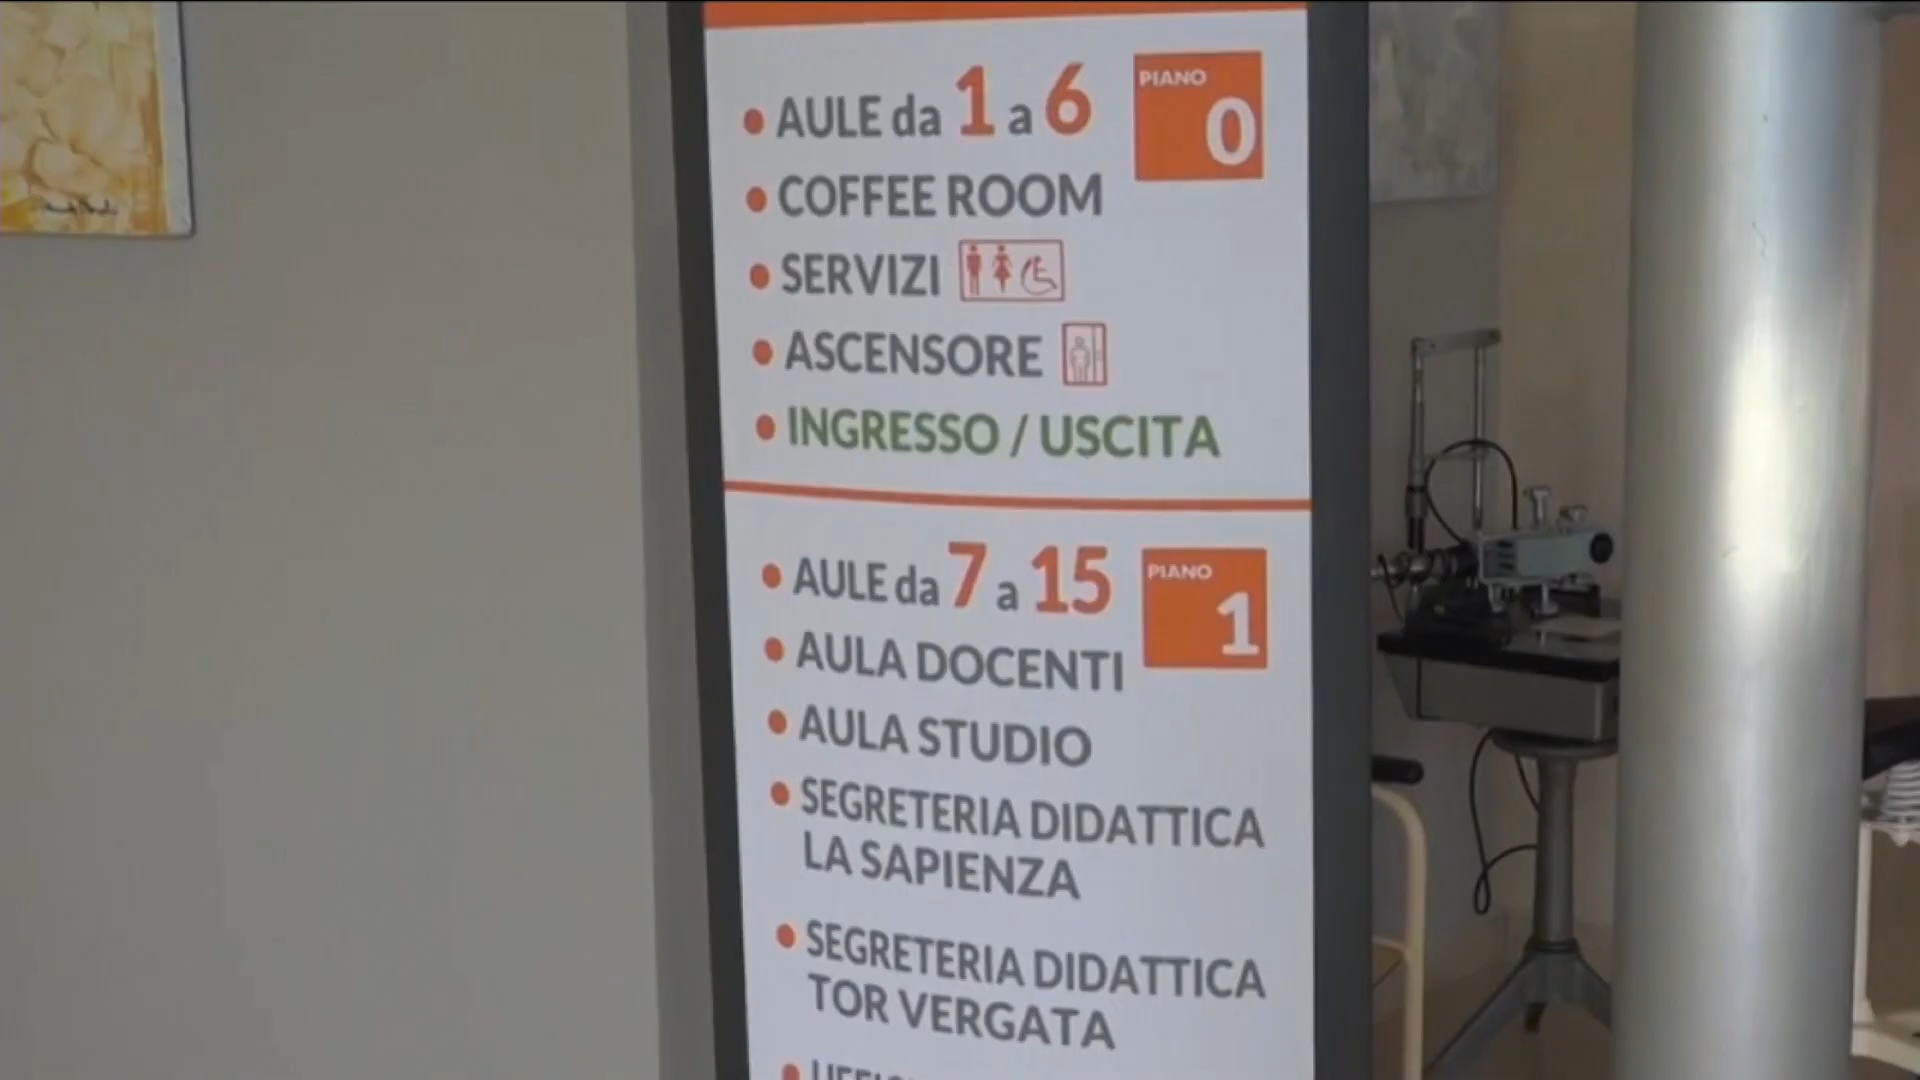 AULE da 1 a 6
PIANO
0
COFFEE ROOM
SERVIZI
ASCENSORE
INGRESSO / USCITA
AULE da 7 a 15
PIANO
1
AULA DOCENTI
AULA STUDIO
SEGRETERIA DIDATTICA
LA SAPIENZA
SEGRETERIA DIDATTICA
TOR VERGATA